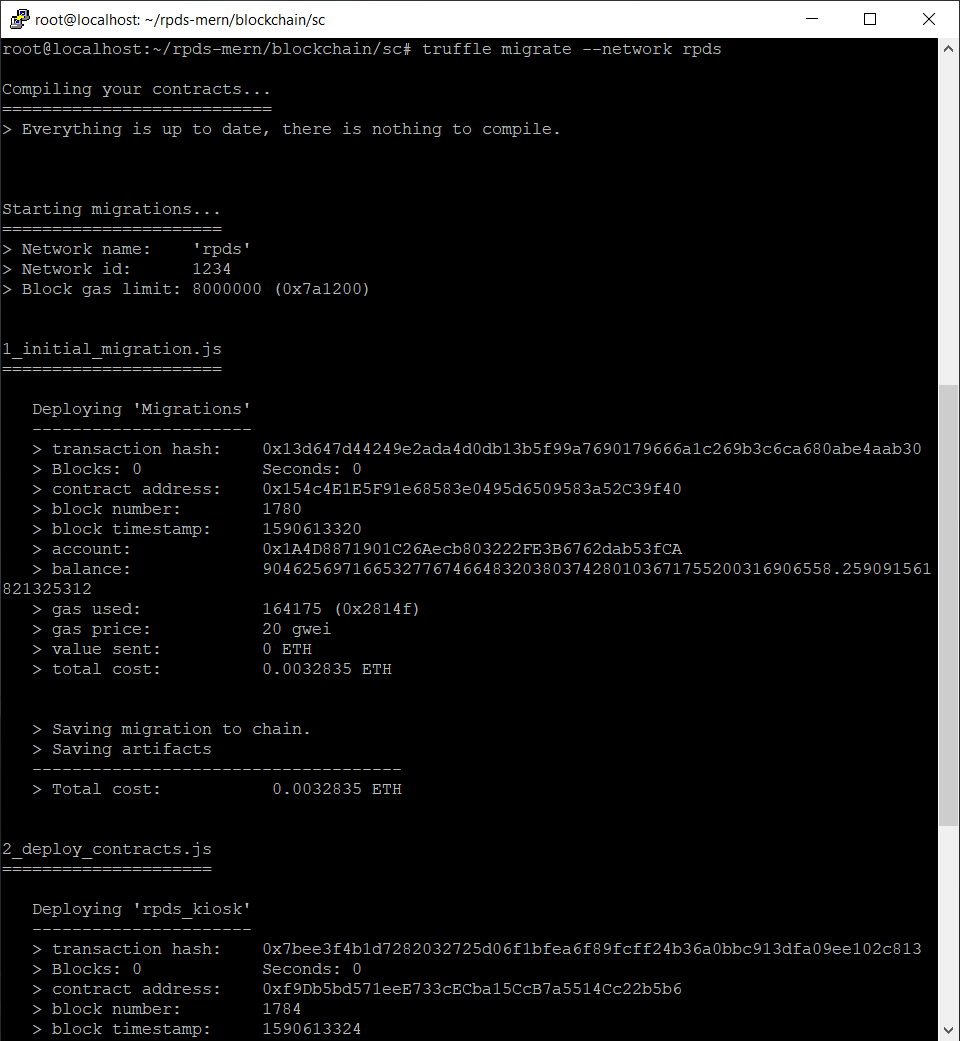 root@localhost: ~/rpds-mern/blockchain/sc
root@localhost:~/rpds-mern/blockchain/sc# truffle migrate --network rpds
Compiling your contracts...
===========================
> Everything is up to date, there is nothing to compile.
Starting migrations...
======================
> Network name:    'rpds'
> Network id:      1234
> Block gas limit: 8000000 (0x7a1200)
1_initial_migration.js
======================
   Deploying 'Migrations'
   ----------------------
   > transaction hash:    0x13d647d44249e2ada4d0db13b5f99a7690179666a1c269b3c6ca680abe4aab30
   > Blocks: 0            Seconds: 0
   > contract address:    0x154c4E1E5F91e68583e0495d6509583a52C39f40
   > block number:        1780
   > block timestamp:     1590613320
   > account:             0x1A4D8871901C26Aecb803222FE3B6762dab53fCA
   > balance:             904625697166532776746648320380374280103671755200316906558.259091561
821325312
   > gas used:            164175 (0x2814f)
   > gas price:           20 gwei
   > value sent:          0 ETH
   > total cost:          0.0032835 ETH
   > Saving migration to chain.
   > Saving artifacts
   -------------------------------------
   > Total cost:           0.0032835 ETH
2_deploy_contracts.js
=====================
   Deploying 'rpds_kiosk'
   ----------------------
   > transaction hash:    0x7bee3f4b1d7282032725d06f1bfea6f89fcff24b36a0bbc913dfa09ee102c813
   > Blocks: 0            Seconds: 0
   > contract address:    0xf9Db5bd571eeE733cECba15CcB7a5514Cc22b5b6
   > block number:        1784
   > block timestamp:     1590613324